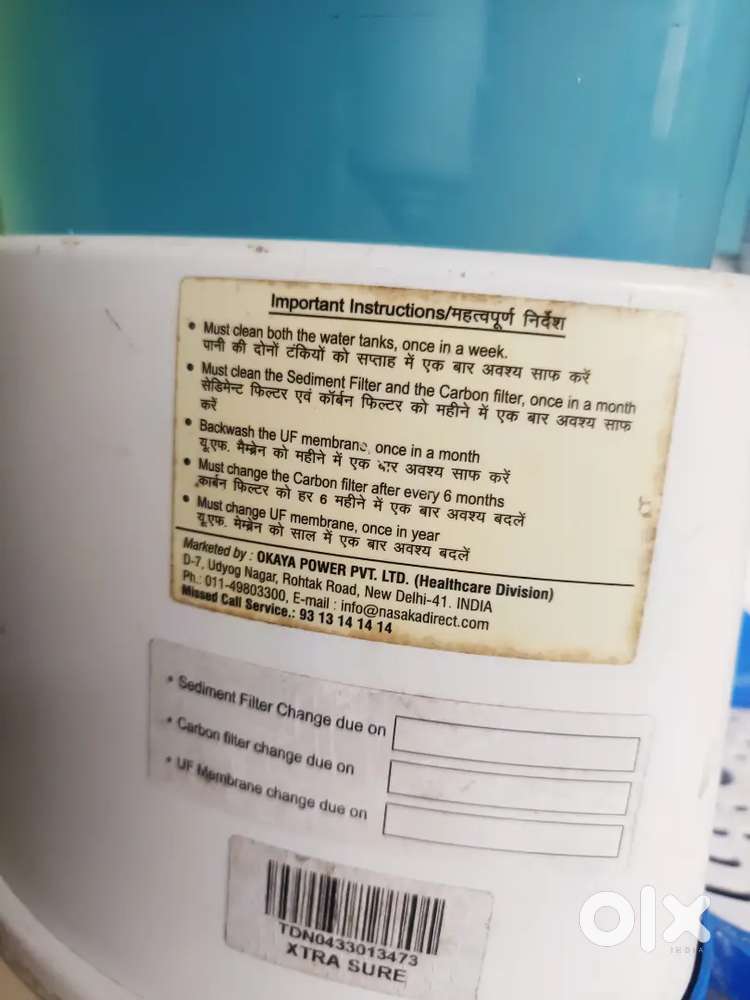 Important Instructions/महत्वपूर्ण निर्देश
• Must clean both the water tanks, once in a week.
पानी की दोनों टंकियों को सप्ताह में एक बार अवश्य साफ करें
• Must clean the Sediment Filter and the Carbon filter, once in a month
सेडिमेन्ट फिल्टर एवं कॉर्बन फिल्टर को महीने में एक बार अवश्य साफ
करें
• Backwash the UF membrane, once in a month
यू.एफ. मैम्ब्रेन को महीने में एक बार अवश्य साफ करें
• Must change the Carbon filter after every 6 months
कार्बन फिल्टर को हर 6 महीने में एक बार अवश्य बदलें
• Must change UF membrane, once in year
यू.एफ. मेम्ब्रेन को साल में एक बार अवश्य बदलें
Marketed by : OKAYA POWER PVT. LTD. (Healthcare Division)
D-7, Udyog Nagar, Rohtak Road, New Delhi-41. INDIA
Ph.: 011-49803300, E-mail : info@nasakadirect.com
Missed Call Service.: 93 13 14 14 14
• Sediment Filter Change due on
• Carbon filter change due on
• UF Membrane change due on
TDN0433013473
XTRA SURE
olx
INDIA